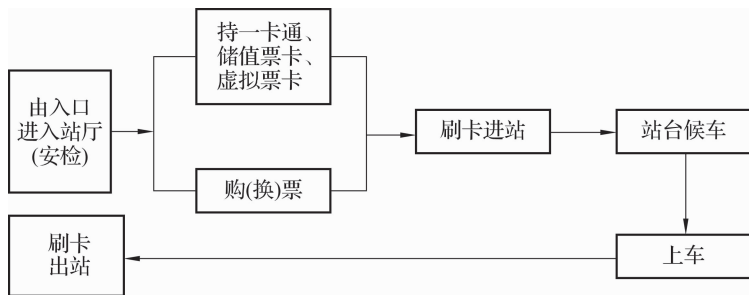 由入口
进入站厅
(安检)
持一卡通、
储值票卡、
虚拟票卡
购(换)票
刷卡进站
站台候车
上车
刷卡
出站